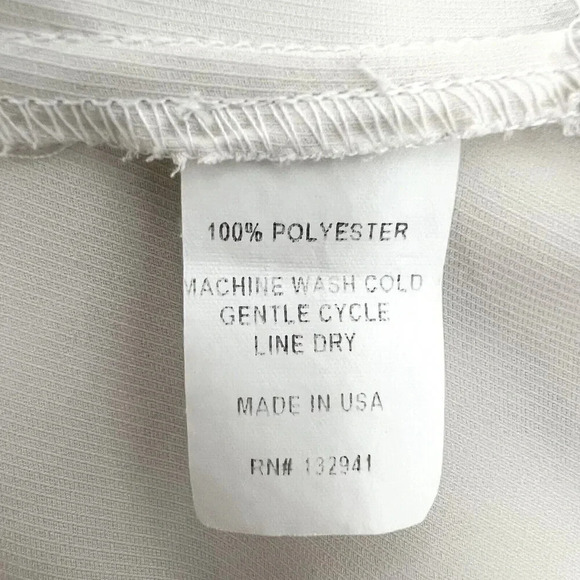 100% POLYESTER
MACHINE WASH COLD
GENTLE CYCLE
LINE DRY
MADE IN USA
RN# 132941